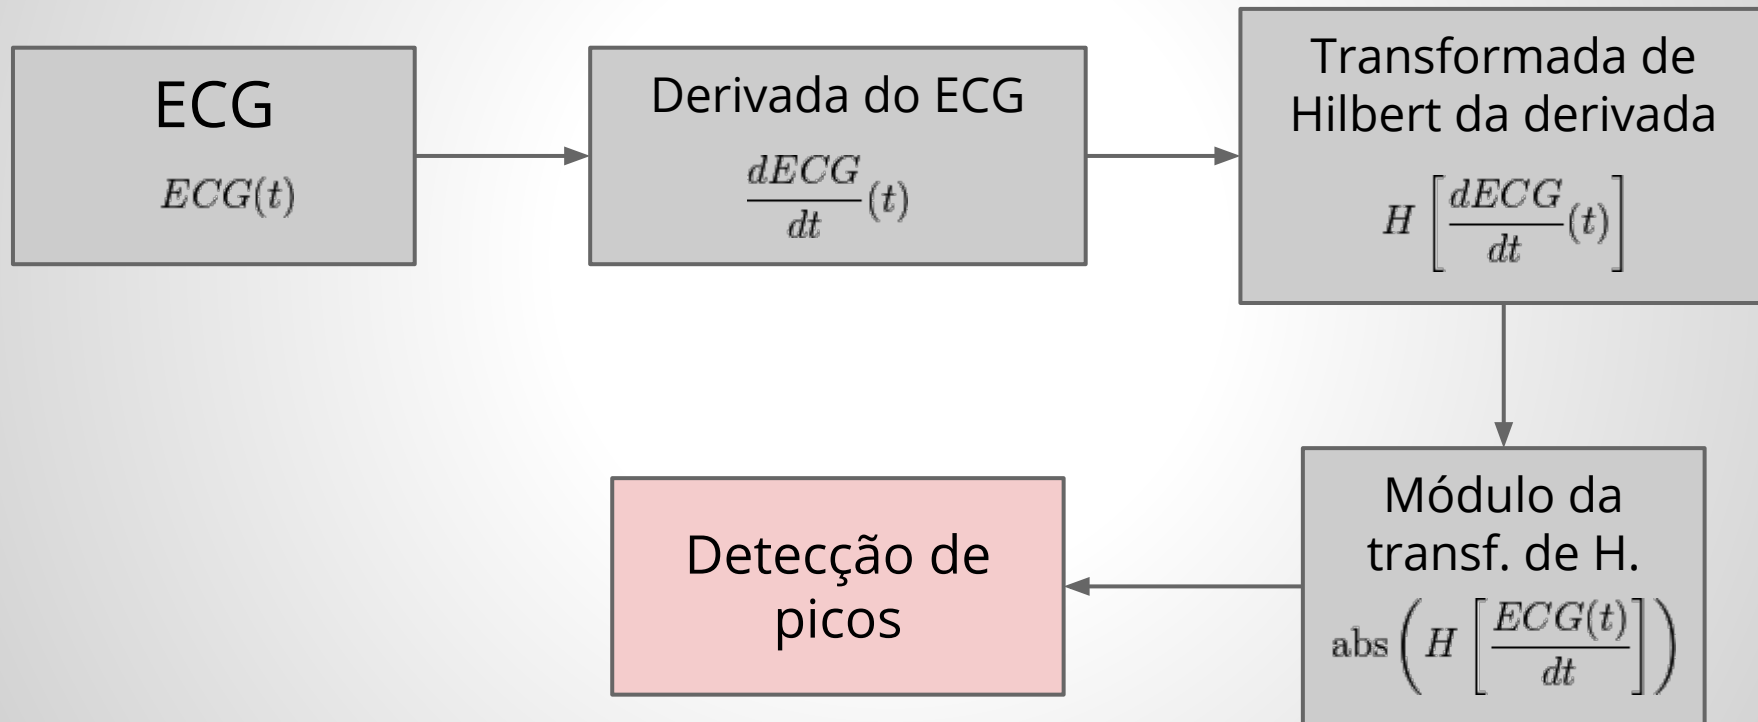 ECG
ECG(t)
Derivada do ECG
dECG
dt
(t)
Transformada de
Hilbert da derivada
H [dECG
dt
(t)]
Módulo da
transf. de H.
abs (H [ECG(t)
dt
])
Detecção de
picos